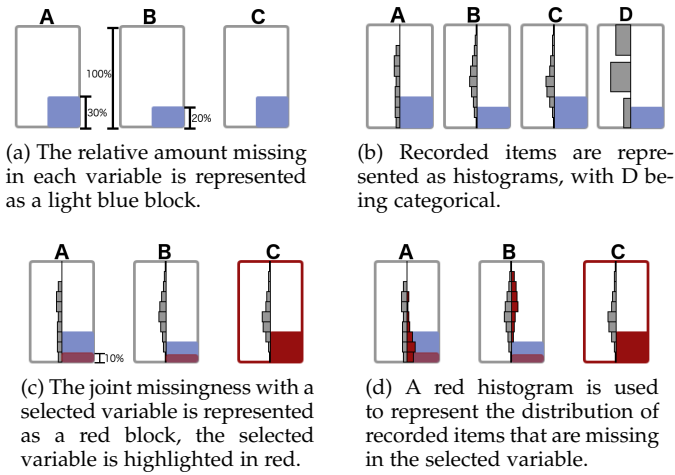 A B C
100%
30%
20%
(a) The relative amount missing
in each variable is represented
as a light blue block.
A B C D
(b) Recorded items are repre-
sented as histograms, with D be-
ing categorical.
A B C
10%
(c) The joint missingness with a
selected variable is represented
as a red block, the selected
variable is highlighted in red.
A B C
(d) A red histogram is used
to represent the distribution of
recorded items that are missing
in the selected variable.